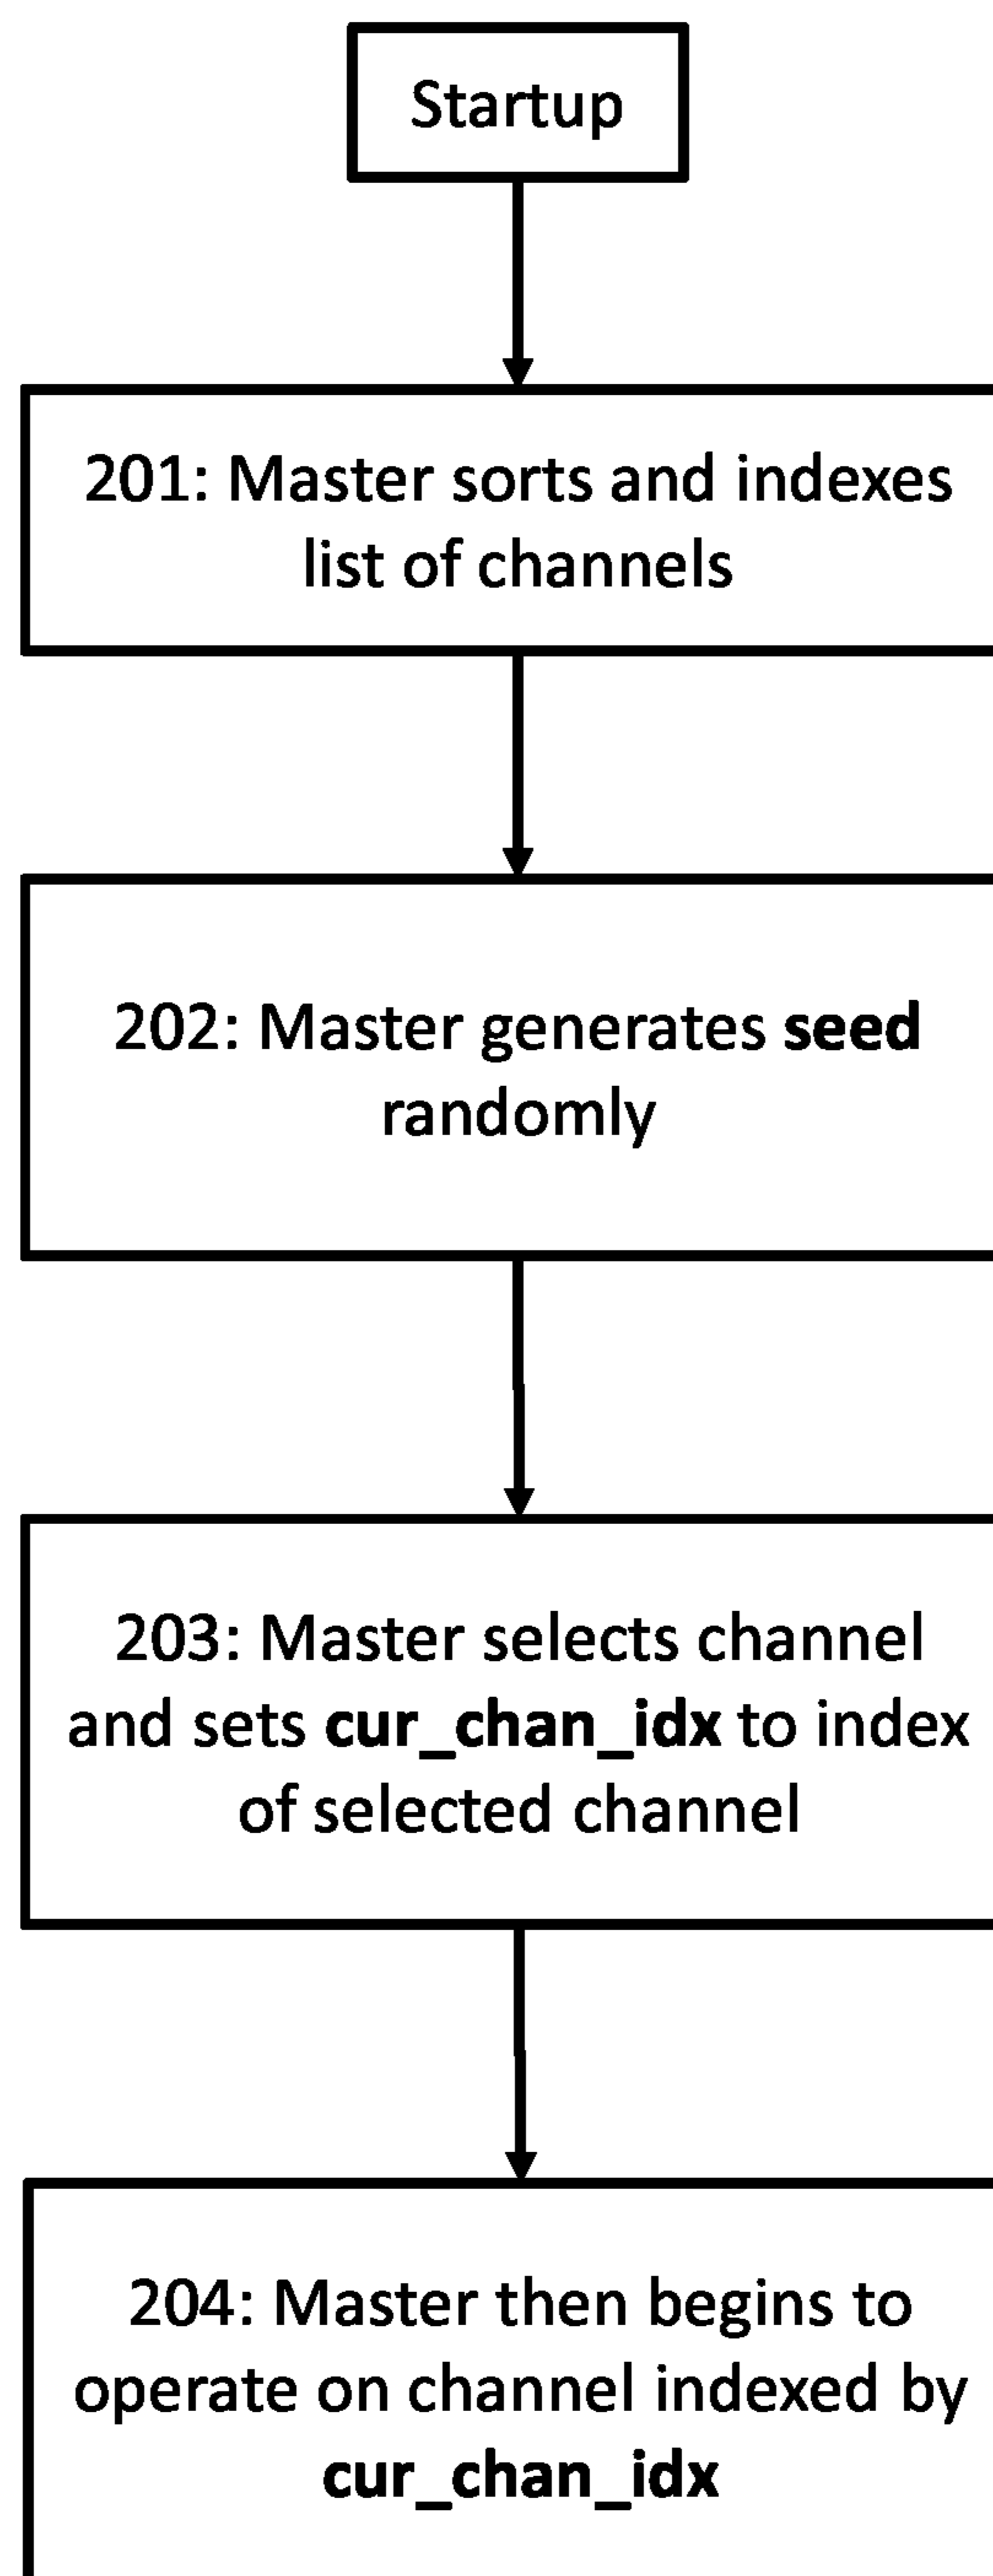 Startup
201: Master sorts and indexes
list of channels
202: Master generates seed
randomly
203: Master selects channel
and sets cur_chan_idx to index
of selected channel
204: Master then begins to
operate on channel indexed by
cur_chan_idx